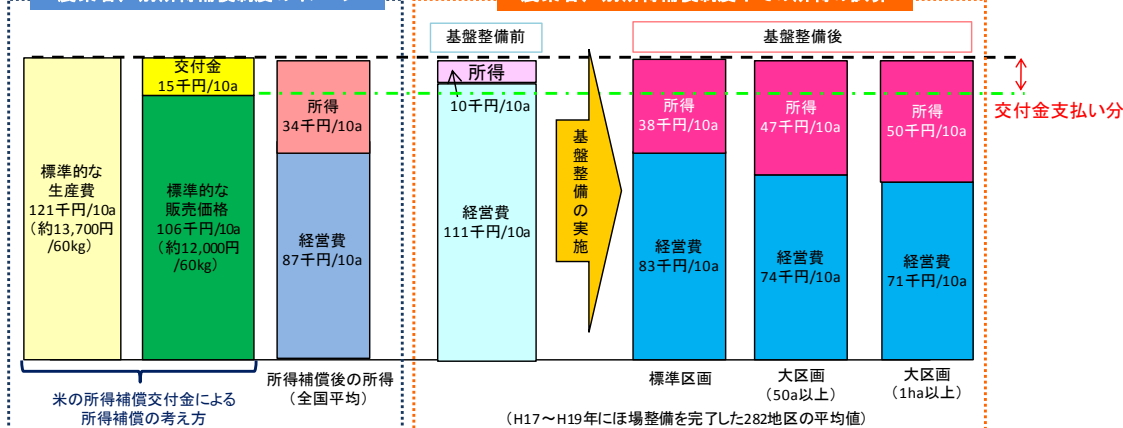 基盤整備前
基盤整備後
交付金
15千円/10a
所得
34千円/10a
標準的な
生産費
121千円/10a
(約13,700円
/60kg)
標準的な
販売価格
106千円/10a
(約12,000円
/60kg)
経営費
87千円/10a
所得
10千円/10a
経営費
111千円/10a
基盤整備の実施
所得
38千円/10a
経営費
83千円/10a
所得
47千円/10a
経営費
74千円/10a
所得
50千円/10a
経営費
71千円/10a
交付金支払い分
米の所得補償交付金による
所得補償の考え方
所得補償後の所得
(全国平均)
標準区画
大区画
(50a以上)
大区画
(1ha以上)
(H17～H19年にほ場整備を完了した282地区の平均値)